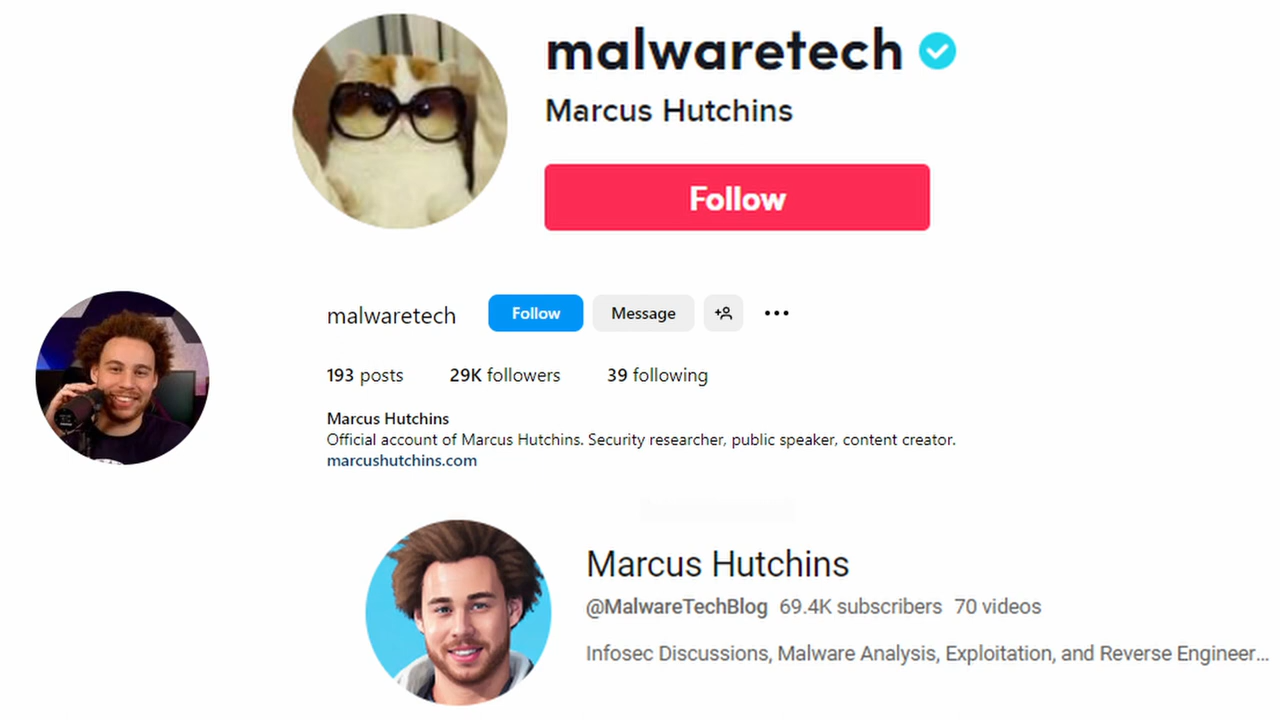 malwaretech
Marcus Hutchins
Follow
malwaretech Follow Message
193 posts 29K followers 39 following
Marcus Hutchins
Official account of Marcus Hutchins. Security researcher, public speaker, content creator.
marcushutchins.com
Marcus Hutchins
@MalwareTechBlog 69.4K subscribers 70 videos
Infosec Discussions, Malware Analysis, Exploitation, and Reverse Engineer...